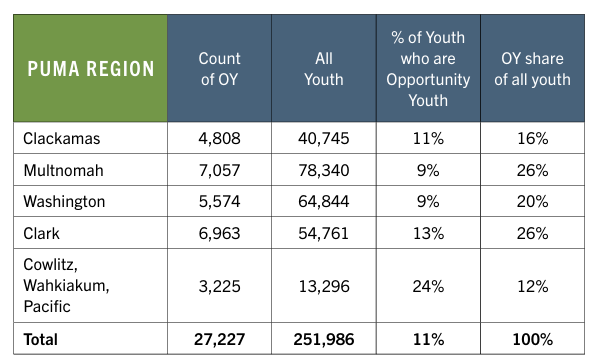 PUMA REGION
Count of OY
All Youth
% of Youth who are Opportunity Youth
OY share of all youth
Clackamas 4,808 40,745 11% 16%
Multnomah 7,057 78,340 9% 26%
Washington 5,574 64,844 9% 20%
Clark 6,963 54,761 13% 26%
Cowlitz,
Wahkiakum,
Pacific
3,225 13,296 24% 12%
Total 27,227 251,986 11% 100%